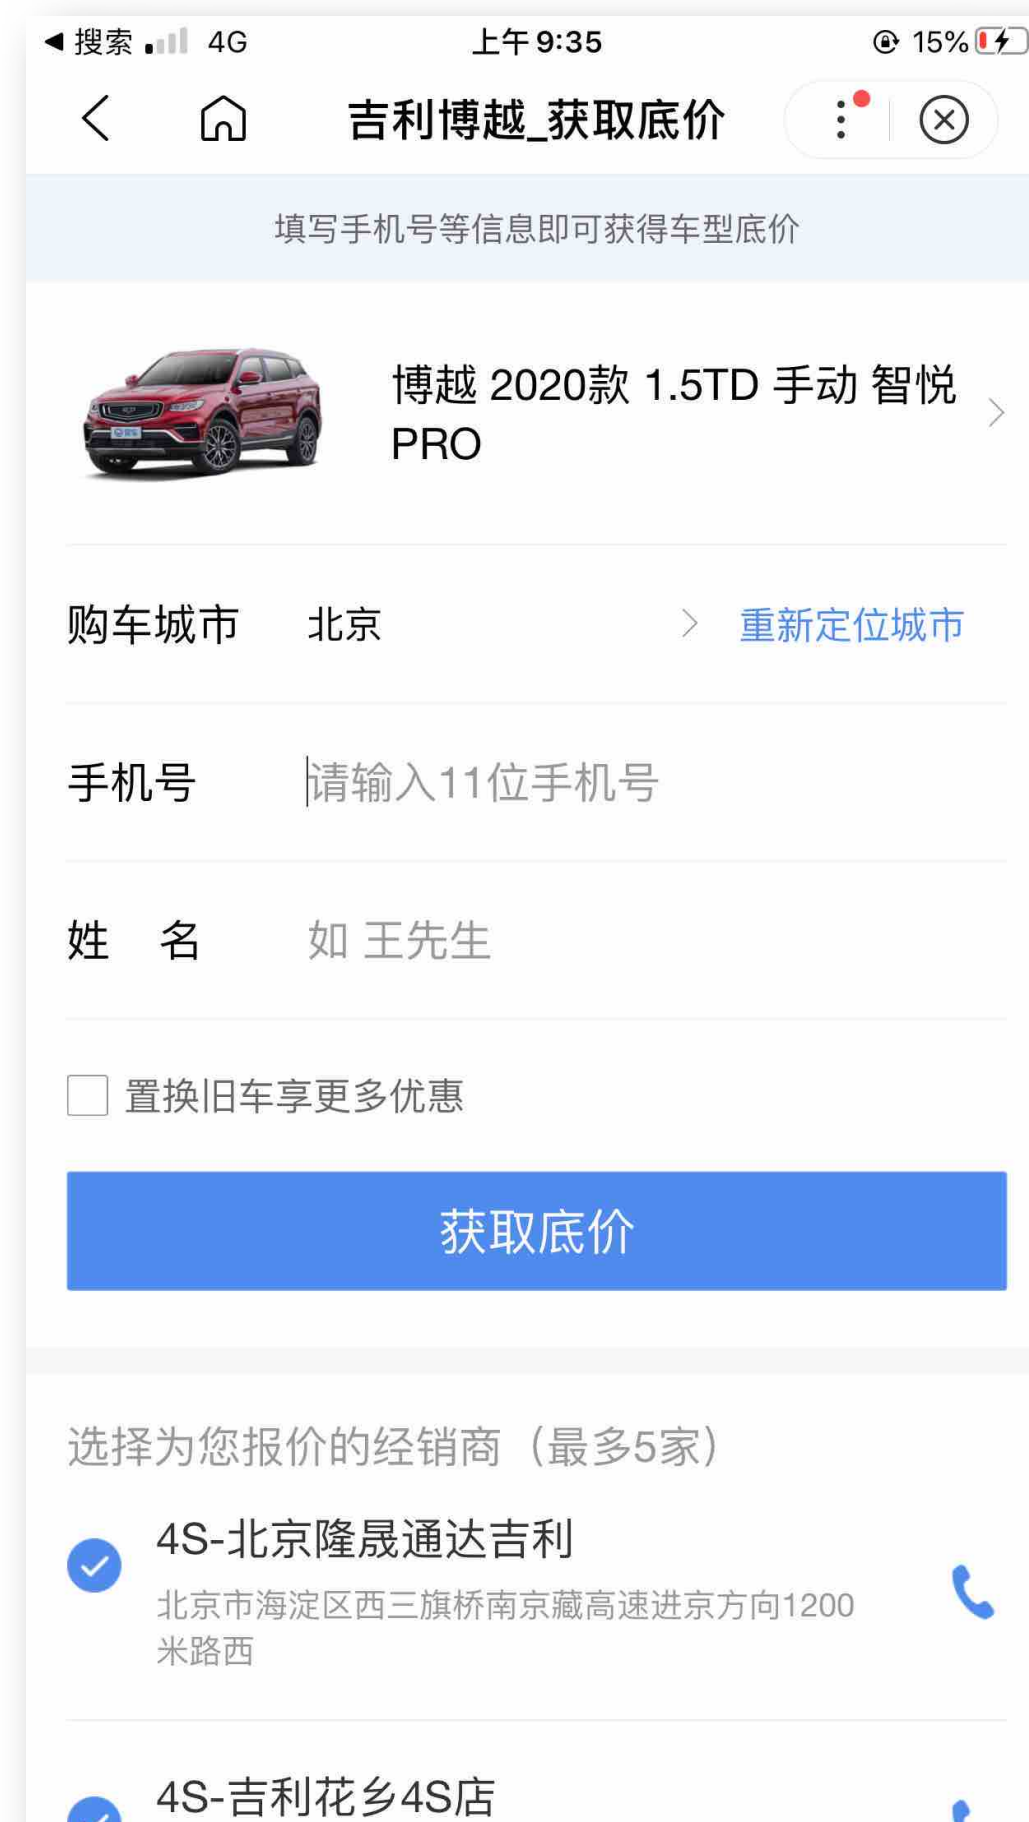 搜索 4G 上午9:35 15%
吉利博越_获取底价
填写手机号等信息即可获得车型底价
博越 2020款 1.5TD 手动 智悦
PRO
购车城市 北京 重新定位城市
手机号 请输入11位手机号
姓 名 如 王先生
置换旧车享更多优惠
获取底价
选择为您报价的经销商（最多5家）
4S-北京隆晟通达吉利
北京市海淀区西三旗桥南京藏高速进京方向1200
米路西
4S-吉利花乡4S店